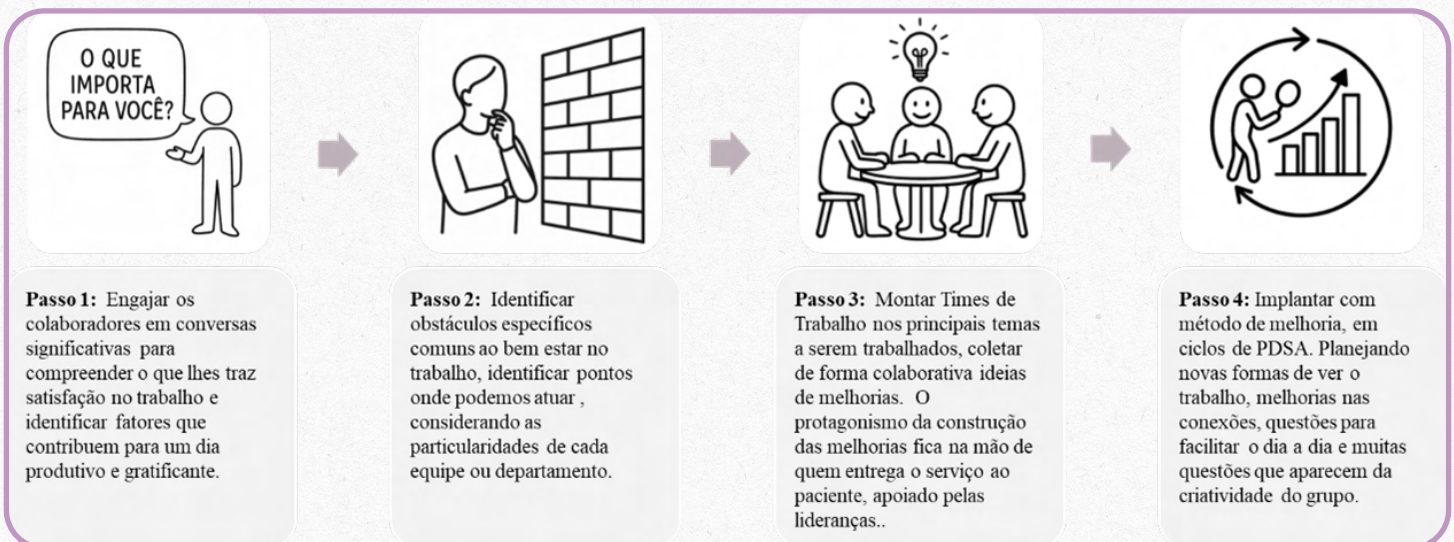 O QUE
IMPORTA
PARA VOCÊ?
Passo 1: Engajar os
colaboradores em conversas
significativas para
compreender o que lhes traz
satisfação no trabalho e
identificar fatores que
contribuem para um dia
produtivo e gratificante.
Passo 2: Identificar
obstáculos específicos
comuns ao bem estar no
trabalho, identificar pontos
onde podemos atuar ,
considerando as
particularidades de cada
equipe ou departamento.
Passo 3: Montar Times de
Trabalho nos principais temas
a serem trabalhados, coletar
de forma colaborativa ideias
de melhorias. O
protagonismo da construção
das melhorias fica na mão de
quem entrega o serviço ao
paciente, apoiado pelas
lideranças..
Passo 4: Implantar com
método de melhoria, em
ciclos de PDSA. Planejando
novas formas de ver o
trabalho, melhorias nas
conexões, questões para
facilitar o dia a dia e muitas
questões que aparecem da
criatividade do grupo.